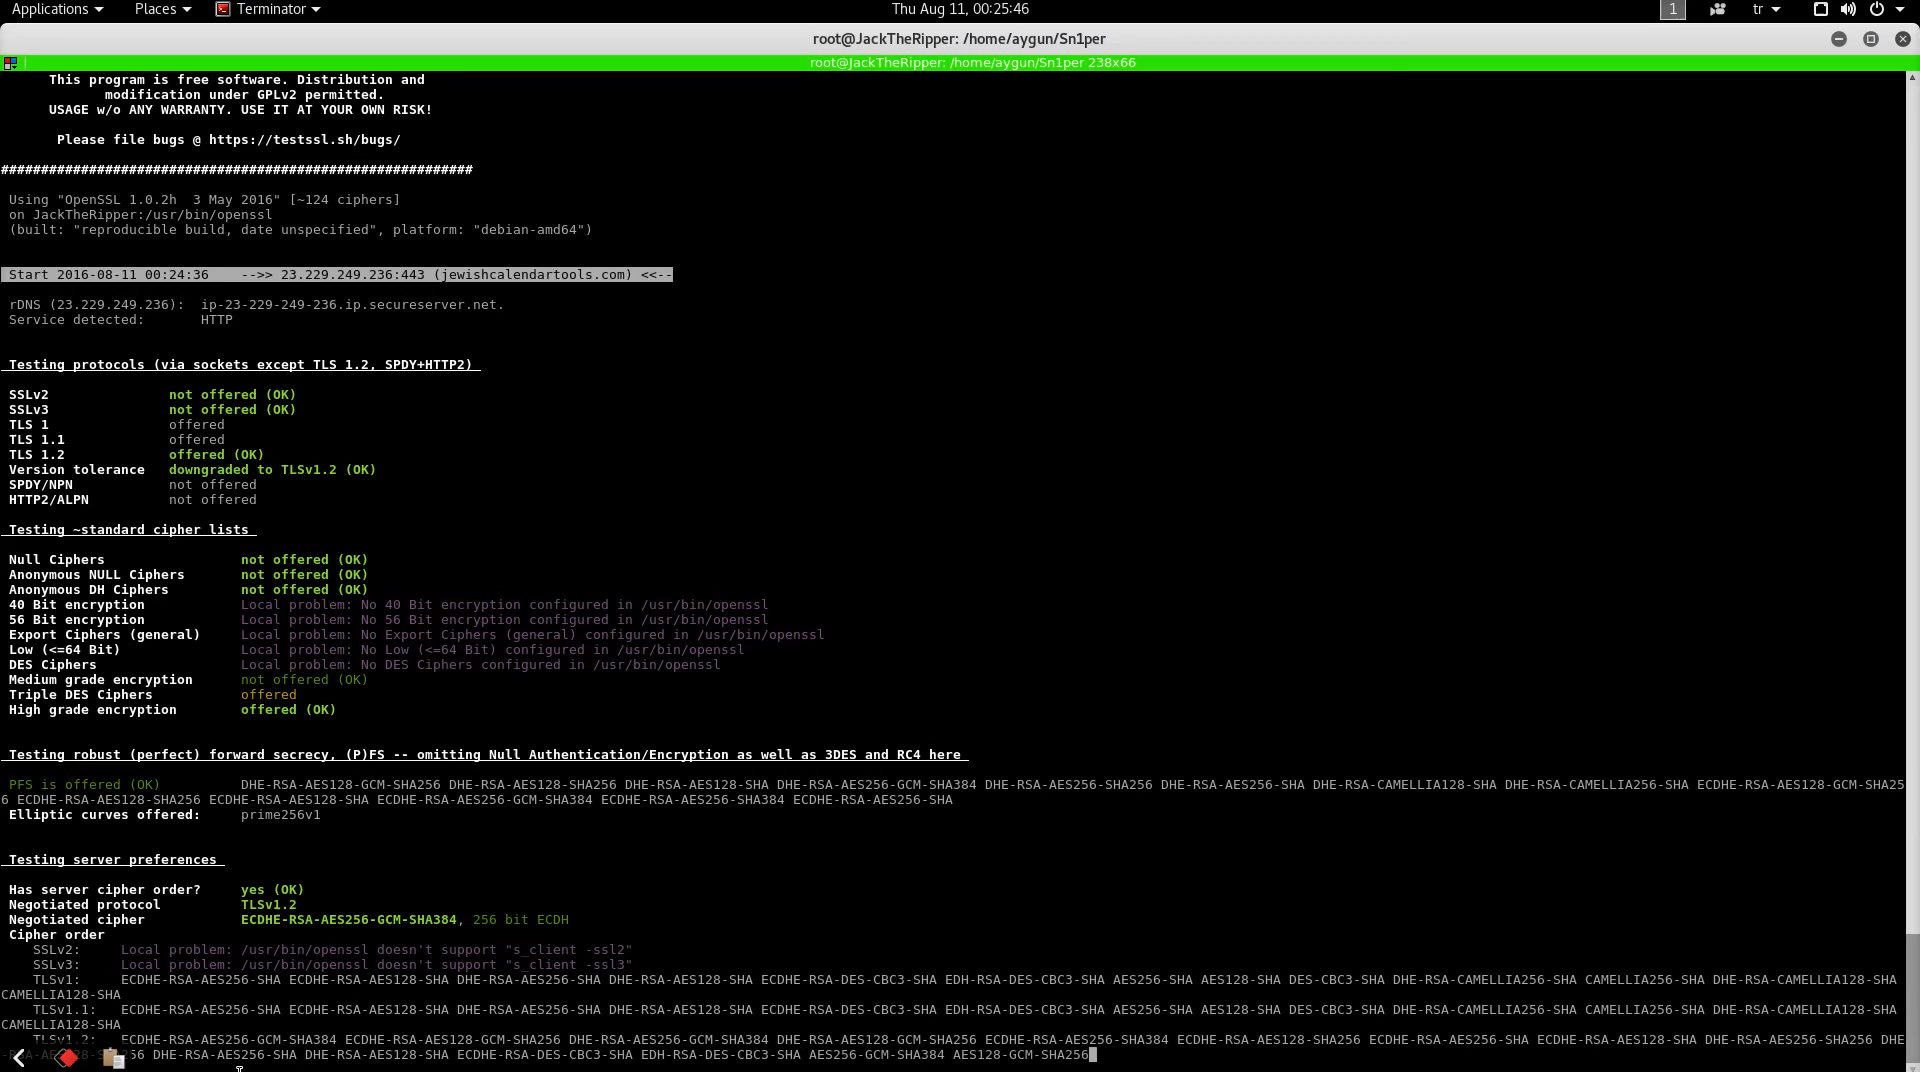 Applications Places Terminator Thu Aug 11, 00:25:46 1 tr
root@JackTheRipper: /home/aygun/Sn1per
root@JackTheRipper: /home/aygun/Sn1per 238x66
This program is free software. Distribution and
modification under GPLv2 permitted.
USAGE w/o ANY WARRANTY. USE IT AT YOUR OWN RISK!
Please file bugs @ https://testssl.sh/bugs/
###########################################################
Using "OpenSSL 1.0.2h  3 May 2016" [~124 ciphers]
on JackTheRipper:/usr/bin/openssl
(built: "reproducible build, date unspecified", platform: "debian-amd64")
Start 2016-08-11 00:24:36    -->> 23.229.249.236:443 (jewishcalendartools.com) <<--
rDNS (23.229.249.236):  ip-23-229-249-236.ip.secureserver.net.
Service detected:       HTTP
Testing protocols (via sockets except TLS 1.2, SPDY+HTTP2)
SSLv2               not offered (OK)
SSLv3               not offered (OK)
TLS 1               offered
TLS 1.1             offered
TLS 1.2             offered (OK)
Version tolerance   downgraded to TLSv1.2 (OK)
SPDY/NPN            not offered
HTTP2/ALPN          not offered
Testing ~standard cipher lists
Null Ciphers                 not offered (OK)
Anonymous NULL Ciphers       not offered (OK)
Anonymous DH Ciphers         not offered (OK)
40 Bit encryption            Local problem: No 40 Bit encryption configured in /usr/bin/openssl
56 Bit encryption            Local problem: No 56 Bit encryption configured in /usr/bin/openssl
Export Ciphers (general)     Local problem: No Export Ciphers (general) configured in /usr/bin/openssl
Low (<=64 Bit)               Local problem: No Low (<=64 Bit) configured in /usr/bin/openssl
DES Ciphers                  Local problem: No DES Ciphers configured in /usr/bin/openssl
Medium grade encryption      not offered (OK)
Triple DES Ciphers           offered
High grade encryption        offered (OK)
Testing robust (perfect) forward secrecy, (P)FS -- omitting Null Authentication/Encryption as well as 3DES and RC4 here
PFS is offered (OK)          DHE-RSA-AES128-GCM-SHA256 DHE-RSA-AES128-SHA256 DHE-RSA-AES128-SHA DHE-RSA-AES256-GCM-SHA384 DHE-RSA-AES256-SHA256 DHE-RSA-AES256-SHA DHE-RSA-CAMELLIA128-SHA DHE-RSA-CAMELLIA256-SHA ECDHE-RSA-AES128-GCM-SHA25
6 ECDHE-RSA-AES128-SHA256 ECDHE-RSA-AES128-SHA ECDHE-RSA-AES256-GCM-SHA384 ECDHE-RSA-AES256-SHA384 ECDHE-RSA-AES256-SHA
Elliptic curves offered:     prime256v1
Testing server preferences
Has server cipher order?     yes (OK)
Negotiated protocol          TLSv1.2
Negotiated cipher            ECDHE-RSA-AES256-GCM-SHA384, 256 bit ECDH
Cipher order
SSLv2:     Local problem: /usr/bin/openssl doesn't support "s_client -ssl2"
SSLv3:     Local problem: /usr/bin/openssl doesn't support "s_client -ssl3"
TLSv1:     ECDHE-RSA-AES256-SHA ECDHE-RSA-AES128-SHA DHE-RSA-AES256-SHA DHE-RSA-AES128-SHA ECDHE-RSA-DES-CBC3-SHA EDH-RSA-DES-CBC3-SHA AES256-SHA AES128-SHA DES-CBC3-SHA DHE-RSA-CAMELLIA256-SHA CAMELLIA256-SHA DHE-RSA-CAMELLIA128-SHA
CAMELLIA128-SHA
TLSv1.1:   ECDHE-RSA-AES256-SHA ECDHE-RSA-AES128-SHA DHE-RSA-AES256-SHA DHE-RSA-AES128-SHA ECDHE-RSA-DES-CBC3-SHA EDH-RSA-DES-CBC3-SHA AES256-SHA AES128-SHA DES-CBC3-SHA DHE-RSA-CAMELLIA256-SHA CAMELLIA256-SHA DHE-RSA-CAMELLIA128-SHA
CAMELLIA128-SHA
TLSv1.2:   ECDHE-RSA-AES256-GCM-SHA384 ECDHE-RSA-AES128-GCM-SHA256 DHE-RSA-AES256-GCM-SHA384 DHE-RSA-AES128-GCM-SHA256 ECDHE-RSA-AES256-SHA384 ECDHE-RSA-AES128-SHA256 ECDHE-RSA-AES256-SHA ECDHE-RSA-AES128-SHA DHE-RSA-AES256-SHA256 DHE
DHE-RSA-AES256-SHA DHE-RSA-AES128-SHA ECDHE-RSA-DES-CBC3-SHA EDH-RSA-DES-CBC3-SHA AES256-GCM-SHA384 AES128-GCM-SHA256